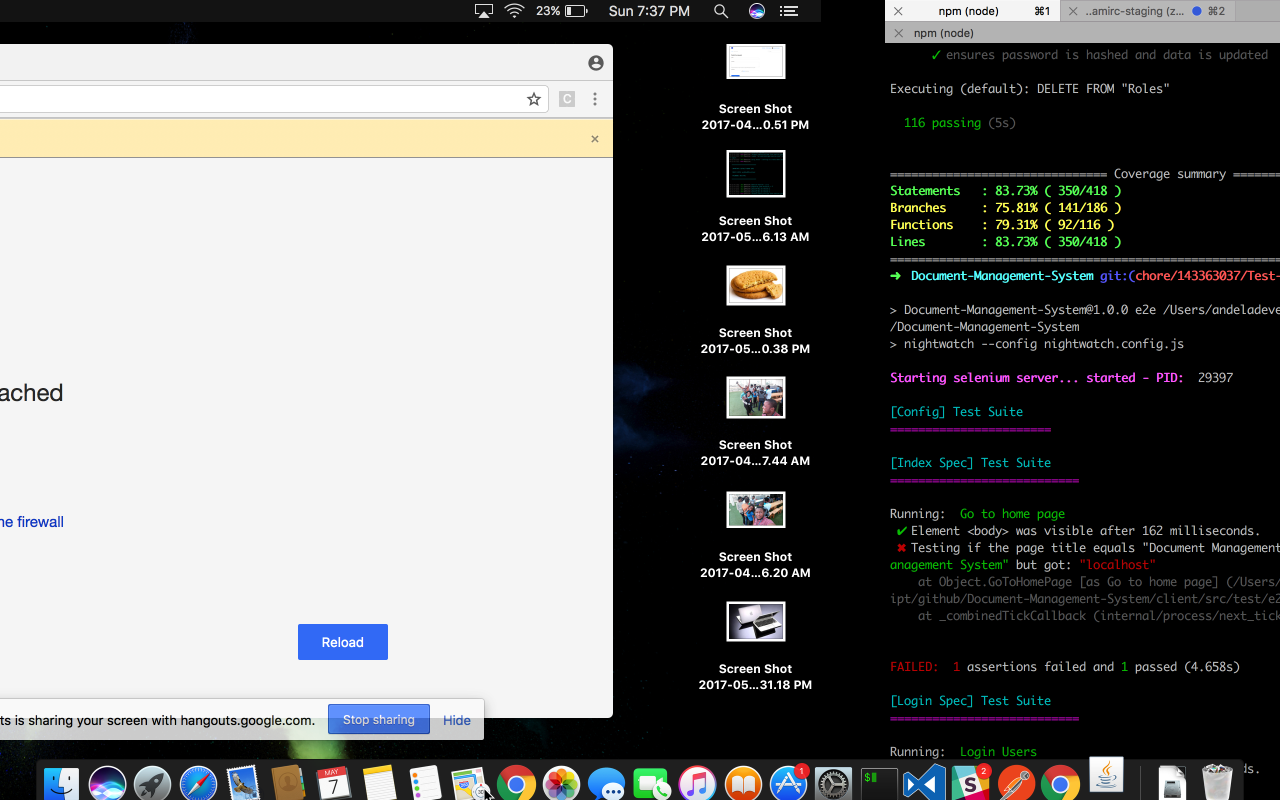 23%
Sun 7:37 PM
C
×
ached
ne firewall
Reload
ts is sharing your screen with hangouts.google.com.
Stop sharing
Hide
Screen Shot
2017-04...0.51 PM
Screen Shot
2017-05...6.13 AM
Screen Shot
2017-05...0.38 PM
Screen Shot
2017-04...7.44 AM
Screen Shot
2017-04...6.20 AM
Screen Shot
2017-05...31.18 PM
npm (node) ⌘1
..amirc-staging (z... ⌘2
npm (node)
✓ ensures password is hashed and data is updated
Executing (default): DELETE FROM "Roles"
116 passing (5s)
=============================== Coverage summary =======
Statements   : 83.73% ( 350/418 )
Branches     : 75.81% ( 141/186 )
Functions    : 79.31% ( 92/116 )
Lines        : 83.73% ( 350/418 )
➜ Document-Management-System git:(chore/143363037/Test-
> Document-Management-System@1.0.0 e2e /Users/andeladeve
/Document-Management-System
> nightwatch --config nightwatch.config.js
Starting selenium server... started - PID:  29397
[Config] Test Suite
=======================
[Index Spec] Test Suite
===========================
Running:  Go to home page
✔ Element <body> was visible after 162 milliseconds.
✖ Testing if the page title equals "Document Management
anagement System" but got: "localhost"
at Object.GoToHomePage [as Go to home page] (/Users/
ipt/github/Document-Management-System/client/src/test/e2
at _combinedTickCallback (internal/process/next_tick
FAILED:  1 assertions failed and 1 passed (4.658s)
[Login Spec] Test Suite
===========================
Running:  Login Users
ds.
MAY
7
1
$
S
2